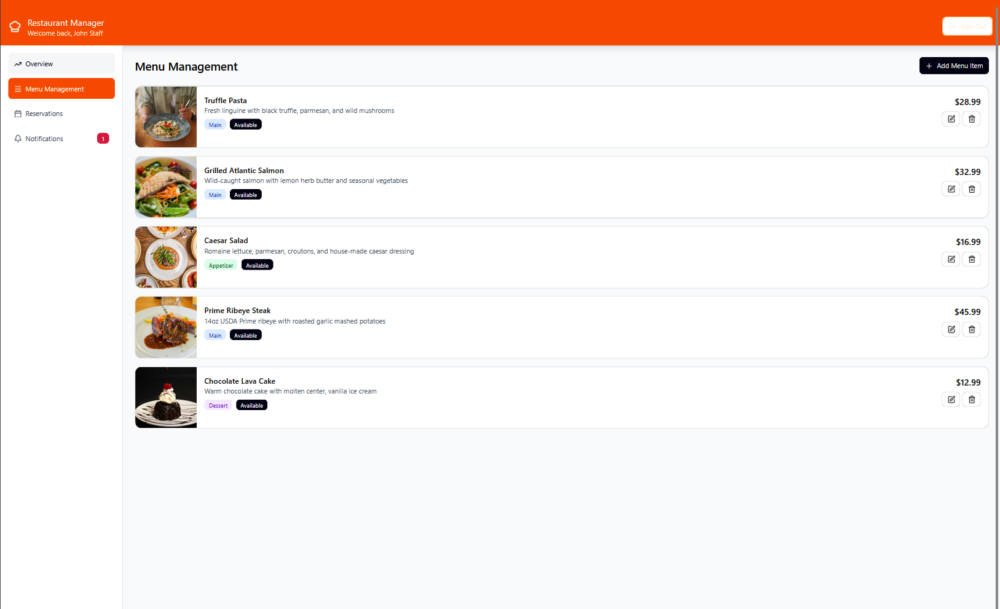 Restaurant Manager
Welcome back, John Staff
Sign Out
Overview
Menu Management
Reservations
Notifications
1
Menu Management
Add Menu Item
Truffle Pasta
Fresh linguine with black truffle, parmesan, and wild mushrooms
Main
Available
$28.99
Grilled Atlantic Salmon
Wild-caught salmon with lemon herb butter and seasonal vegetables
Main
Available
$32.99
Caesar Salad
Romaine lettuce, parmesan, croutons, and house-made caesar dressing
Appetizer
Available
$16.99
Prime Ribeye Steak
14oz USDA Prime ribeye with roasted garlic mashed potatoes
Main
Available
$45.99
Chocolate Lava Cake
Warm chocolate cake with molten center, vanilla ice cream
Dessert
Available
$12.99